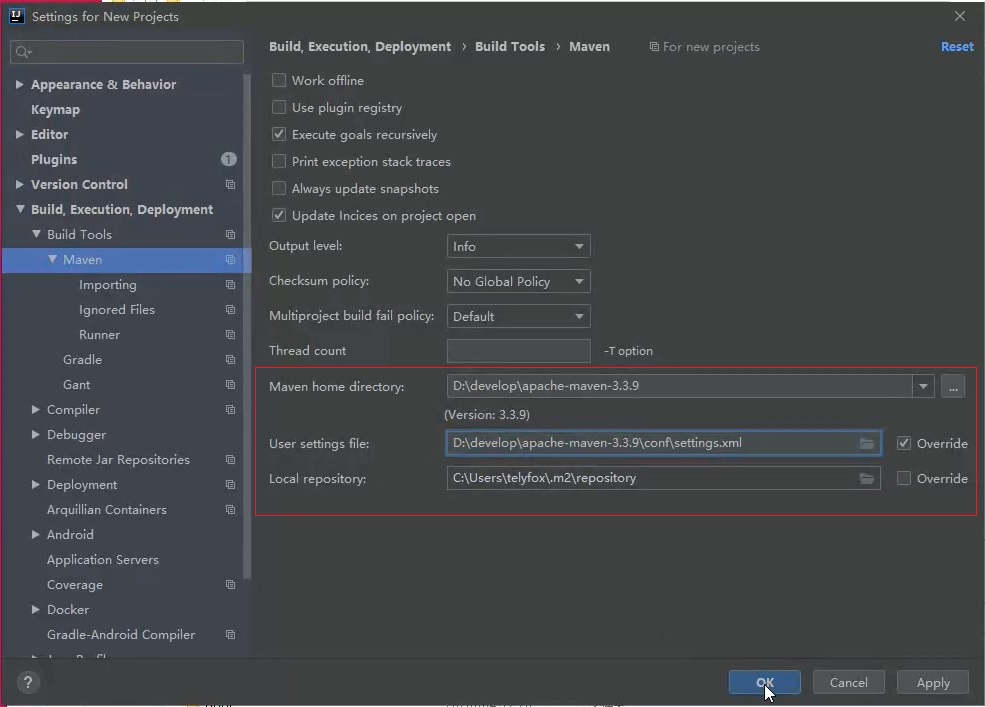 Settings for New Projects
Build, Execution, Deployment › Build Tools › Maven For new projects Reset
Appearance & Behavior
Keymap
Editor
Plugins 1
Version Control
Build, Execution, Deployment
Build Tools
Maven
Importing
Ignored Files
Runner
Gradle
Gant
Compiler
Debugger
Remote Jar Repositories
Deployment
Arquillian Containers
Android
Application Servers
Coverage
Docker
Gradle-Android Compiler
Work offline
Use plugin registry
Execute goals recursively
Print exception stack traces
Always update snapshots
Update Indices on project open
Output level: Info
Checksum policy: No Global Policy
Multiproject build fail policy: Default
Thread count -T option
Maven home directory: D:\develop\apache-maven-3.3.9 ...
(Version: 3.3.9)
User settings file: D:\develop\apache-maven-3.3.9\conf\settings.xml Override
Local repository: C:\Users\telyfox\.m2\repository Override
? OK Cancel Apply